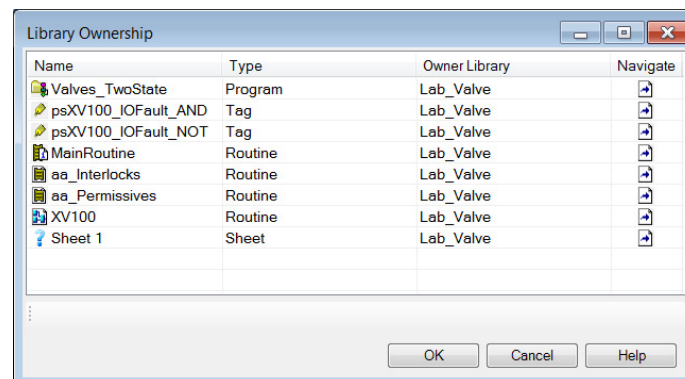 Library Ownership
Name Type Owner Library Navigate
Valves_TwoState Program Lab_Valve
psXV100_IOFault_AND Tag Lab_Valve
psXV100_IOFault_NOT Tag Lab_Valve
MainRoutine Routine Lab_Valve
aa_Interlocks Routine Lab_Valve
aa_Permissives Routine Lab_Valve
XV100 Routine Lab_Valve
Sheet 1 Sheet Lab_Valve
OK Cancel Help